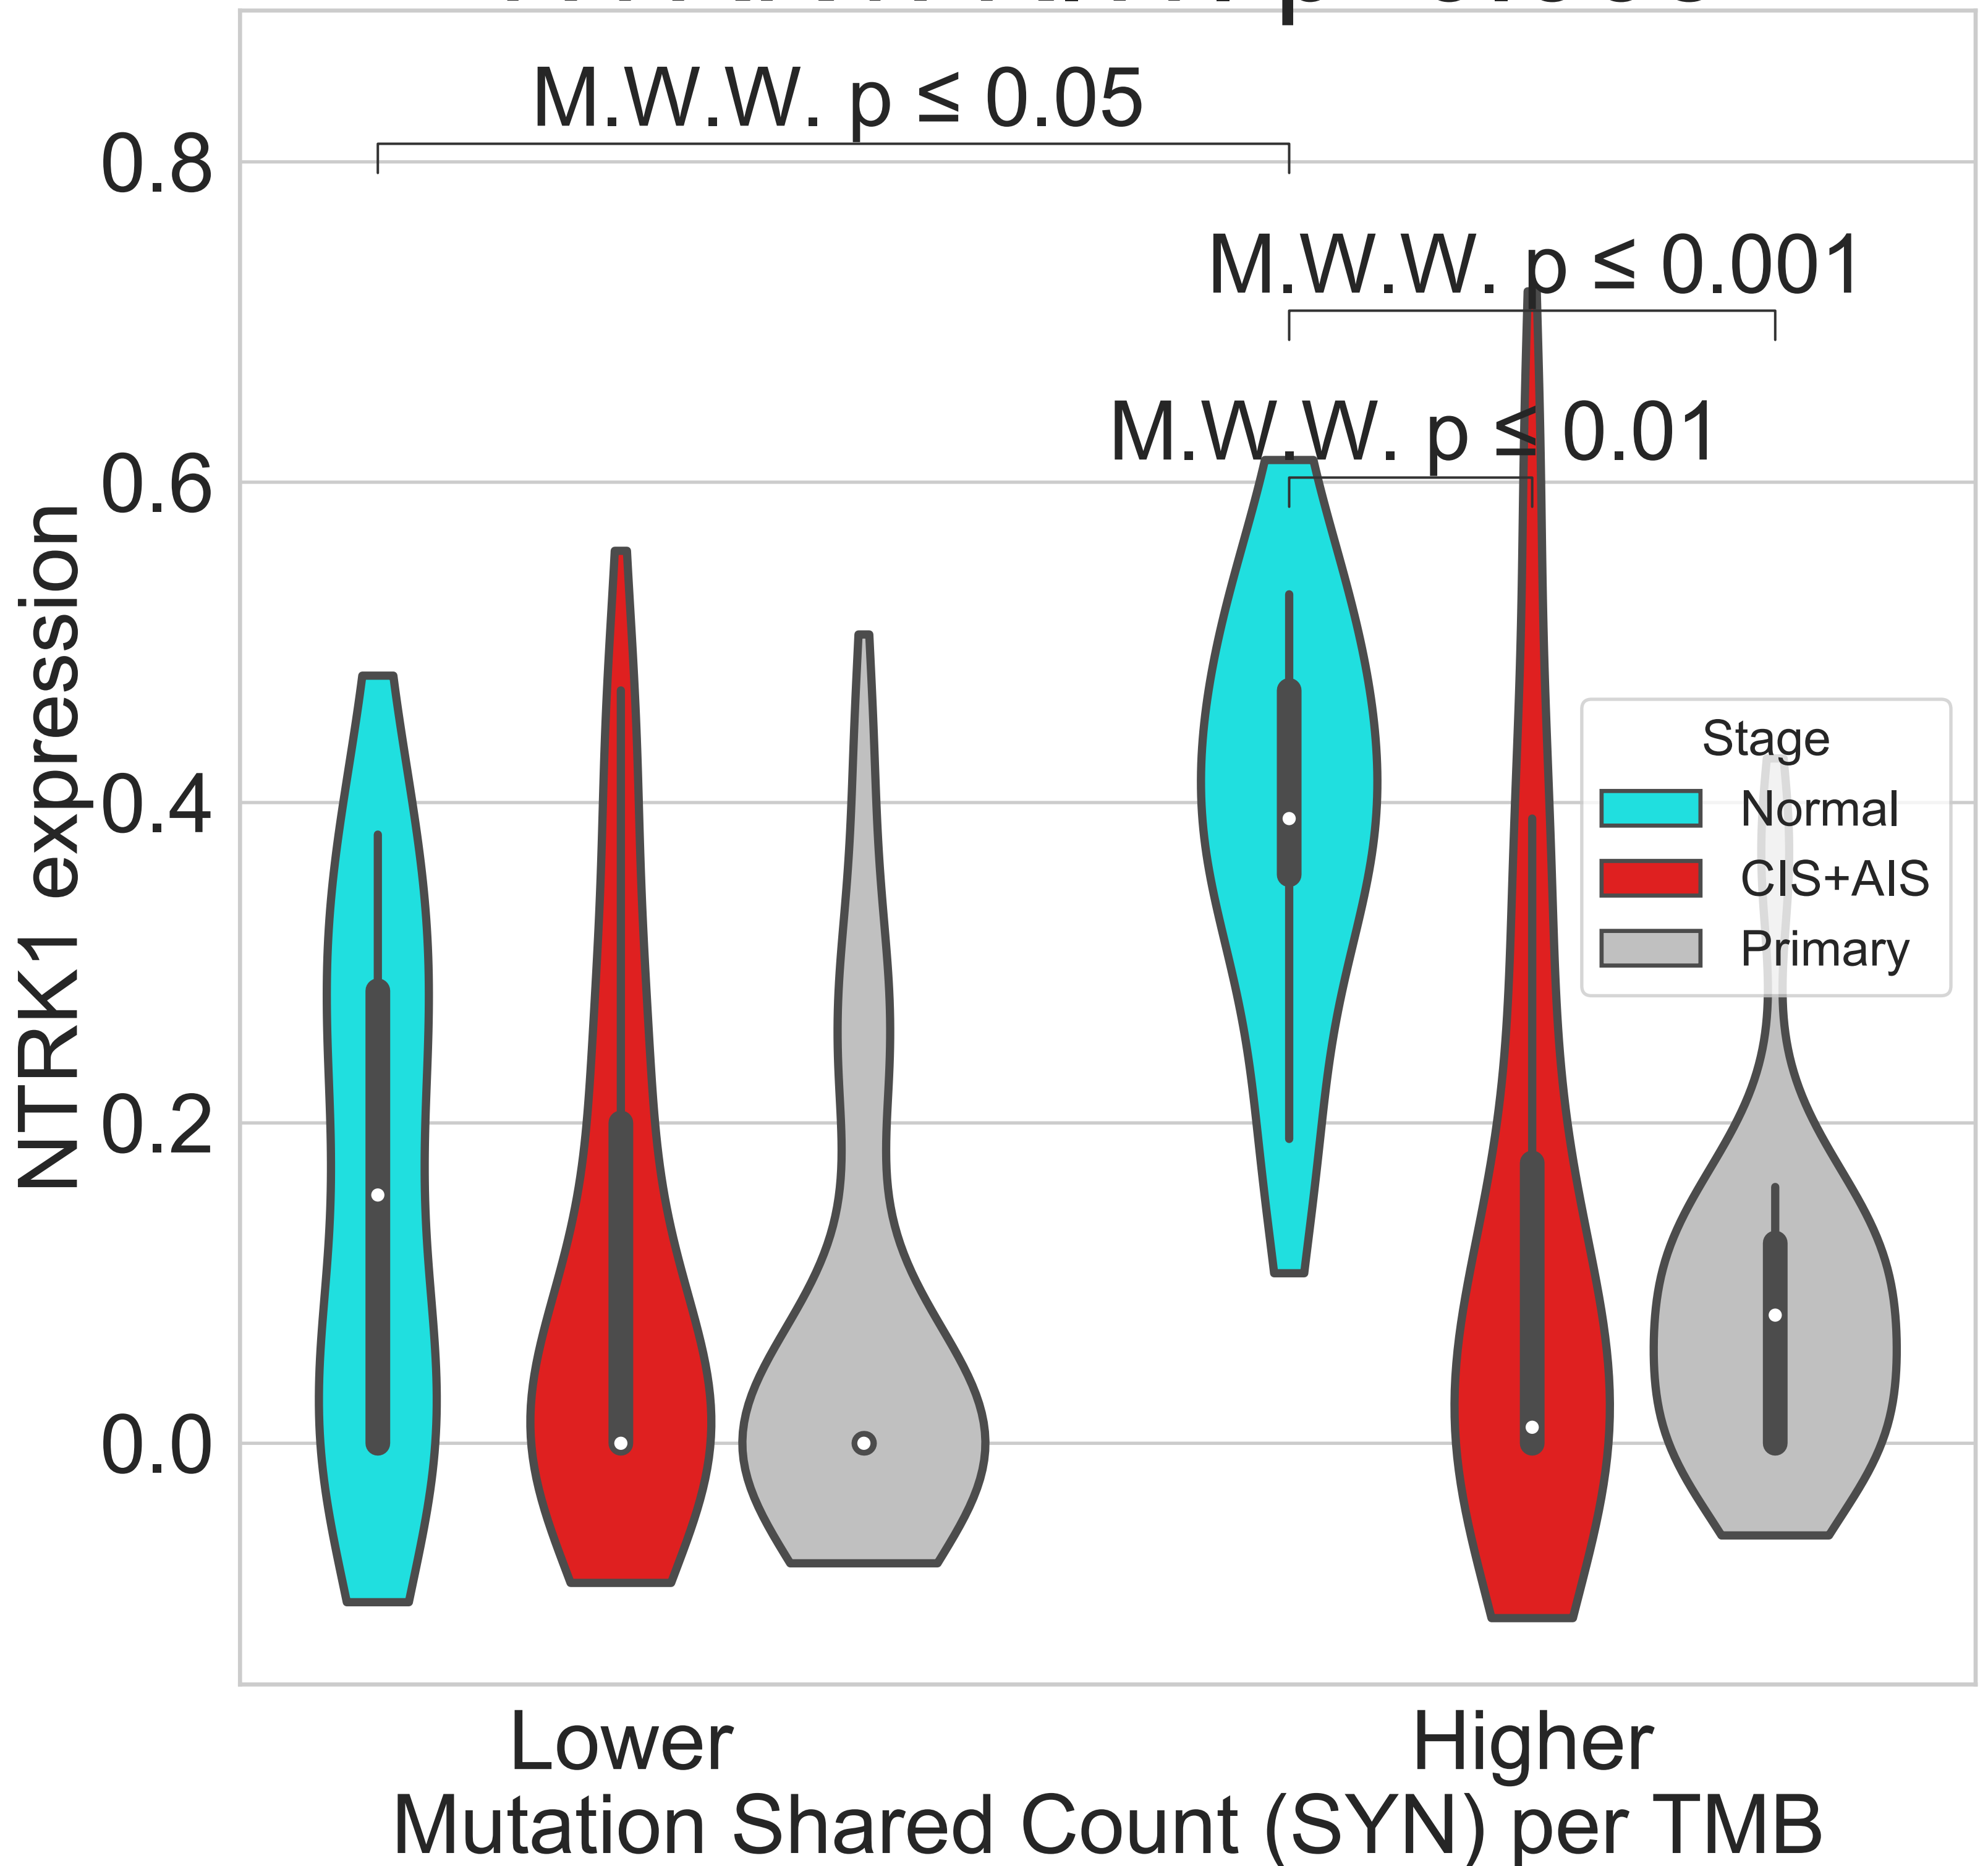 M.W.W. p ≤ 0.05
M.W.W. p ≤ 0.001
M.W.W. p ≤ 0.01
0.8
0.6
0.4
0.2
0.0
NTRK1 expression
Stage
Normal
CIS+AIS
Primary
Lower
Higher
Mutation Shared Count (SYN) per TMB